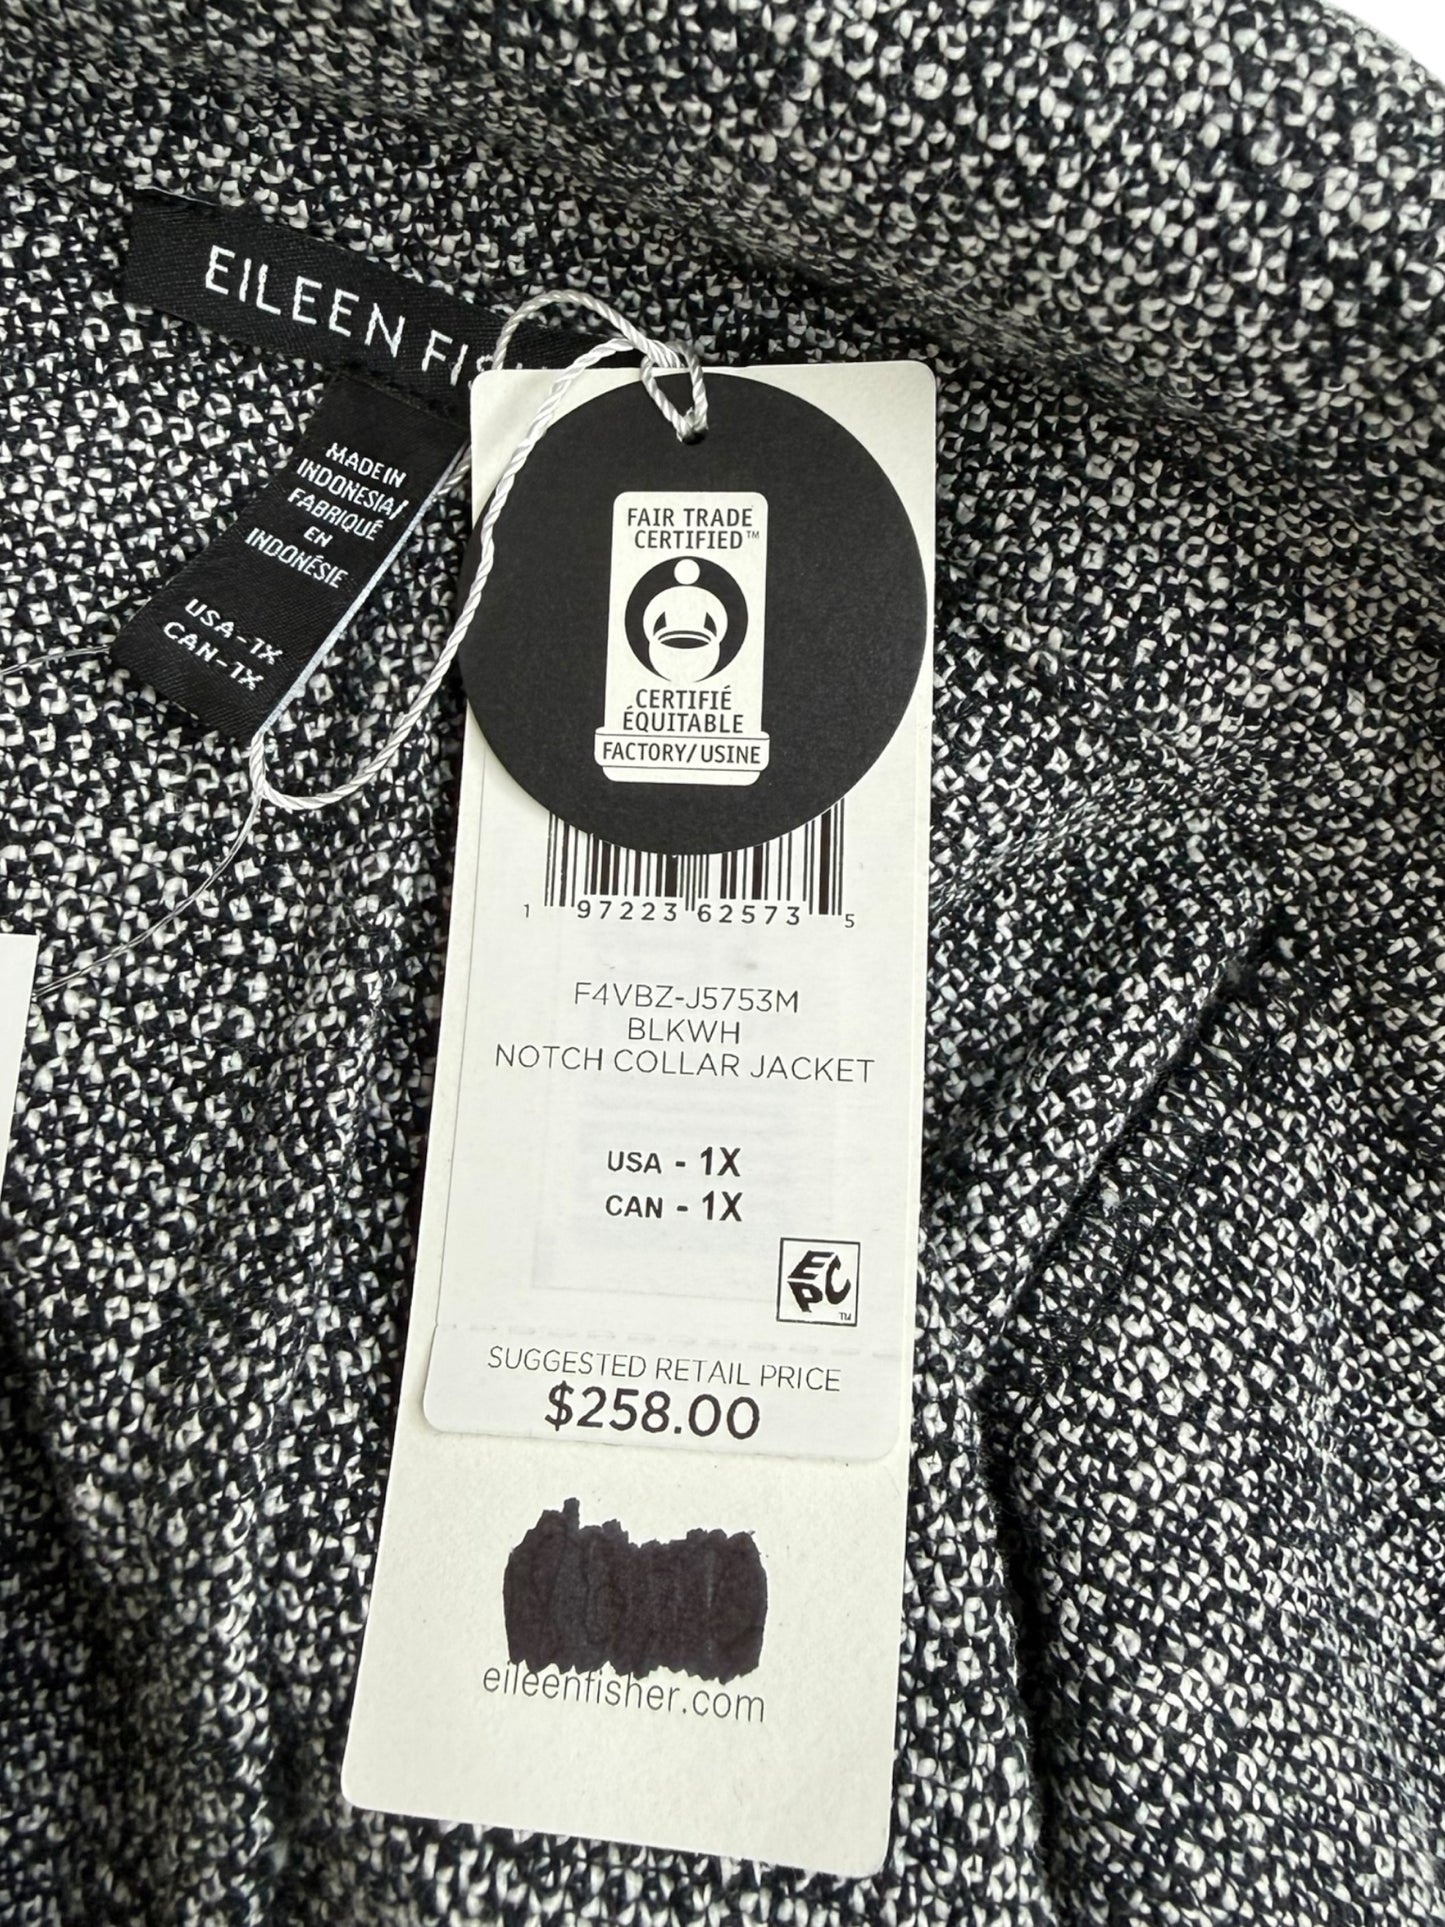 EILEEN
MADE IN
INDONESIA/
FABRIQUÉ
EN
INDONÉSIE
USA-1X
CAN-1X
FAIR TRADE
CERTIFIED™
CERTIFIÉ
ÉQUITABLE
FACTORY/USINE
1 97223 62573 5
F4VBZ-J5753M
BLKWH
NOTCH COLLAR JACKET
USA - 1X
CAN - 1X
EPC
TM
SUGGESTED RETAIL PRICE
$258.00
eileenfisher.com